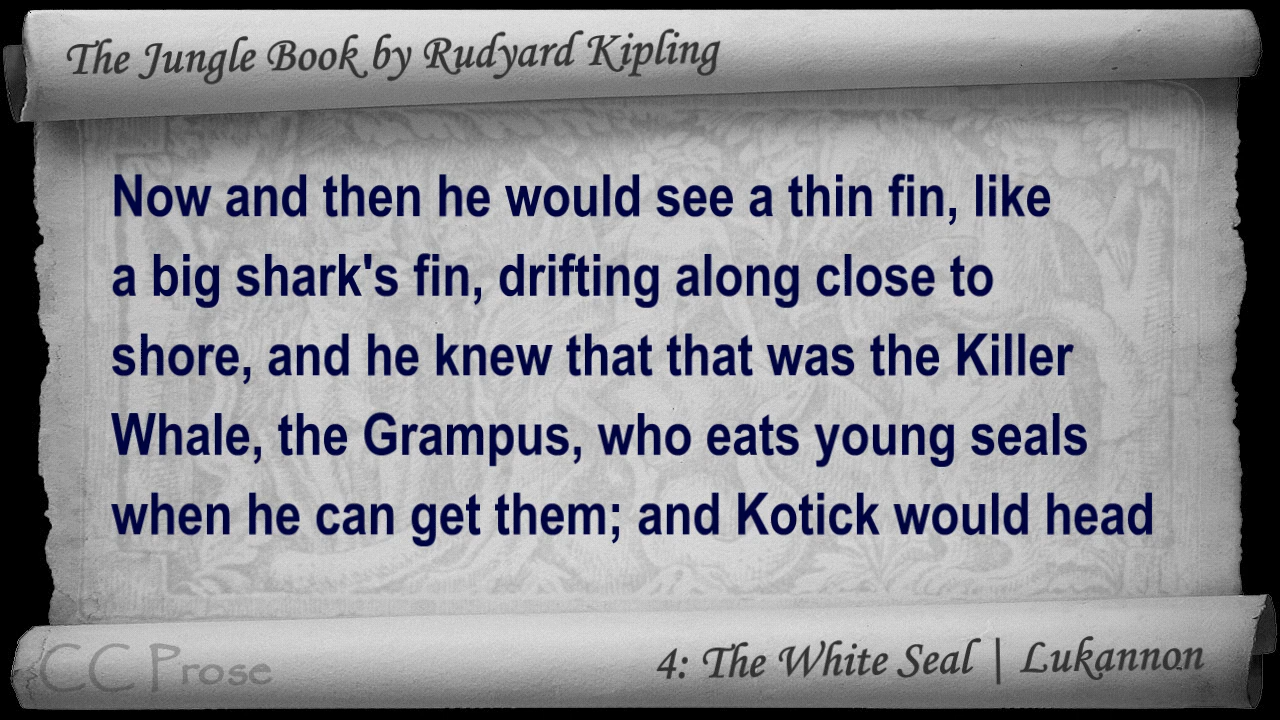 The Jungle Book by Rudyard Kipling
Now and then he would see a thin fin, like
a big shark's fin, drifting along close to
shore, and he knew that that was the Killer
Whale, the Grampus, who eats young seals
when he can get them; and Kotick would head
CC Prose
4: The White Seal | Lukannon